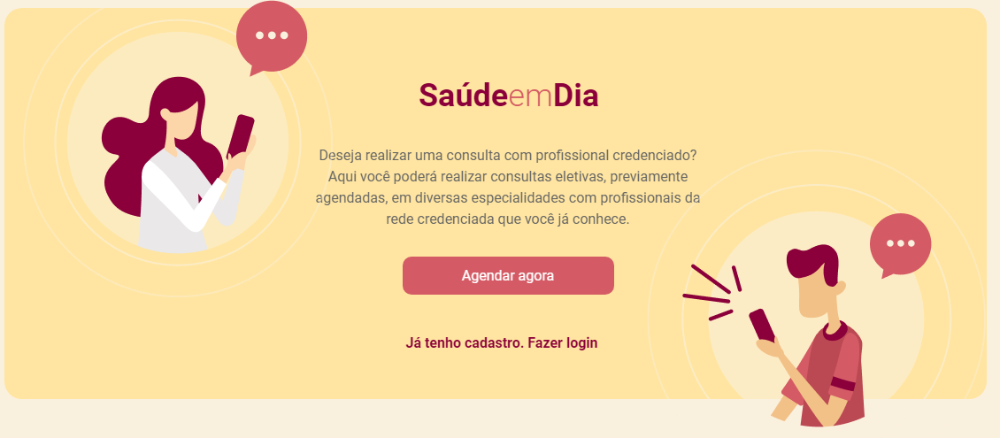 SaúdeemDia
Deseja realizar uma consulta com profissional credenciado?
Aqui você poderá realizar consultas eletivas, previamente
agendadas, em diversas especialidades com profissionais da
rede credenciada que você já conhece.
Agendar agora
Já tenho cadastro. Fazer login